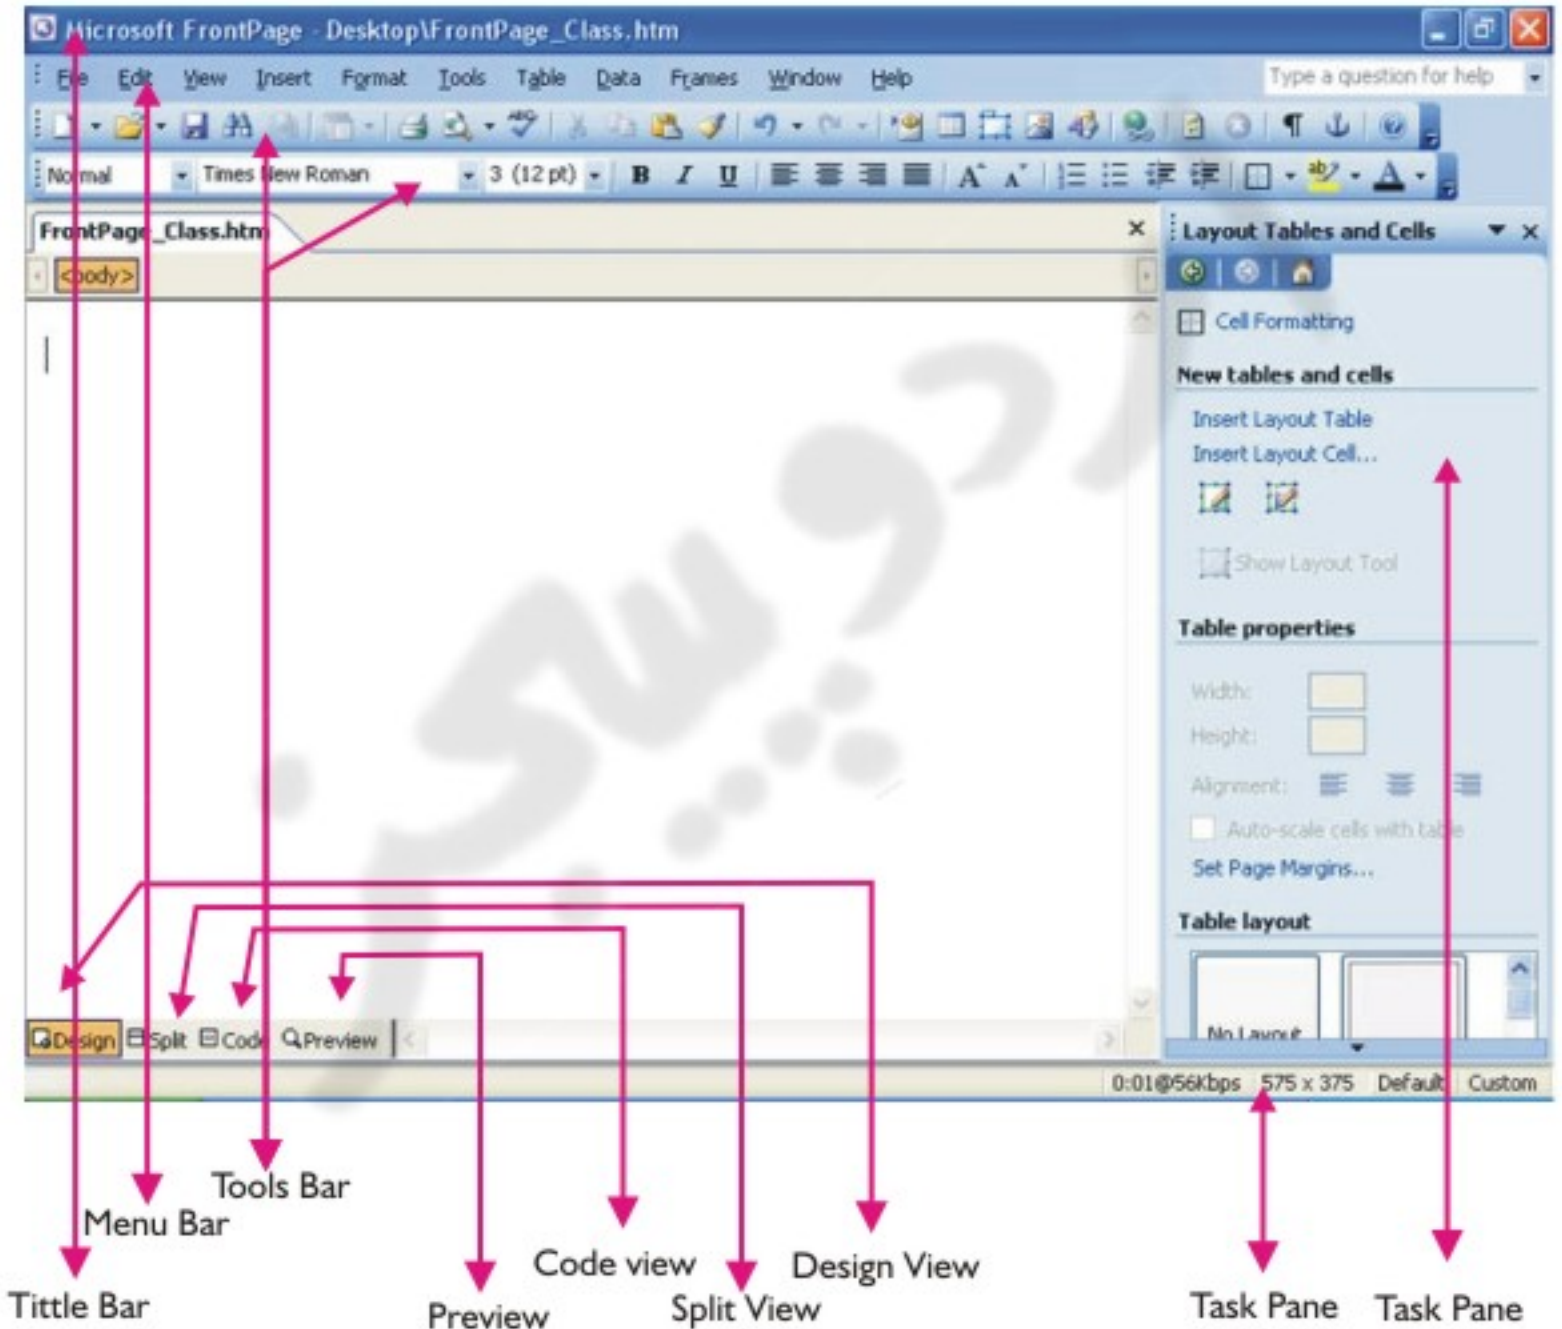 Microsoft FrontPage - Desktop\FrontPage_Class.htm
File Edit View Insert Format Tools Table Data Frames Window Help Type a question for help
Normal Times New Roman 3 (12 pt) B I U
FrontPage_Class.htm Layout Tables and Cells
<body>
Cell Formatting
New tables and cells
Insert Layout Table
Insert Layout Cell...
Show Layout Tool
Table properties
Width:
Height:
Alignment:
Auto-scale cells with table
Set Page Margins...
Table layout
No Layout
Design Split Code Preview
0:01@56Kbps 575 x 375 Default Custom
Tools Bar
Menu Bar
Code view Design View
Tittle Bar Preview Split View Task Pane Task Pane